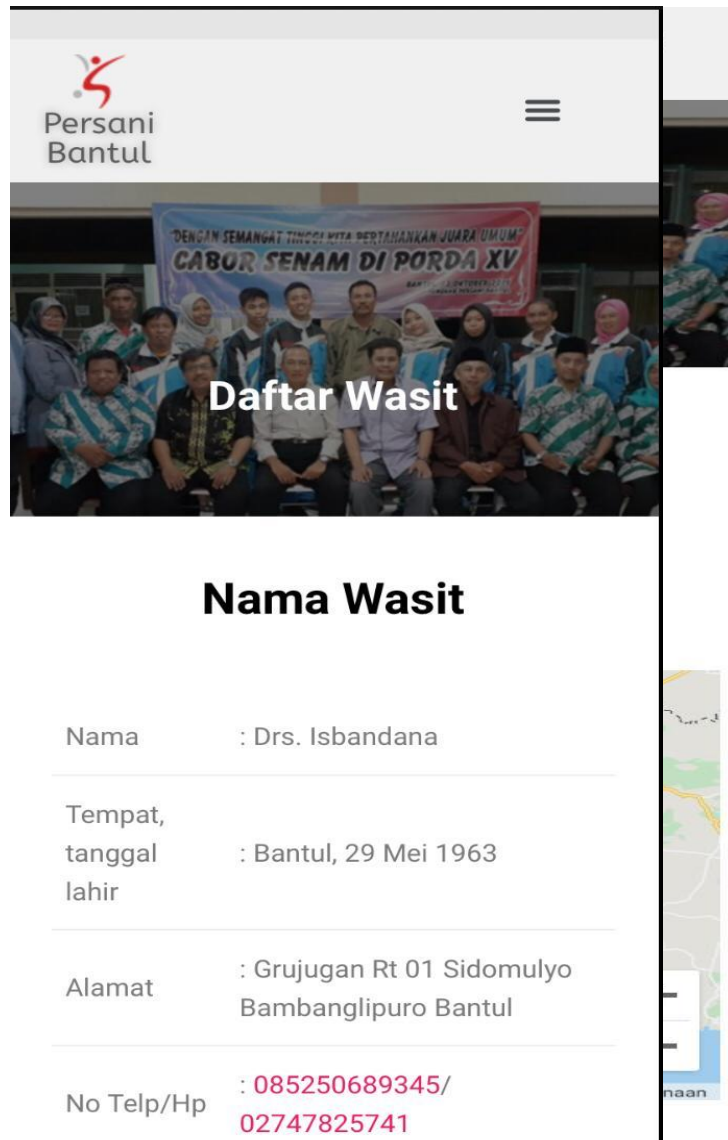 Persani
Bantul
"DENGAN SEMANGAT TINGGI KITA PERTAHANKAN JUARA UMUM"
CABOR SENAM DI PORDA XV
Daftar Wasit
Nama Wasit
Nama : Drs. Isbandana
Tempat,
tanggal : Bantul, 29 Mei 1963
lahir
Alamat : Grujugan Rt 01 Sidomulyo
Bambanglipuro Bantul
No Telp/Hp : 085250689345/
02747825741
naan